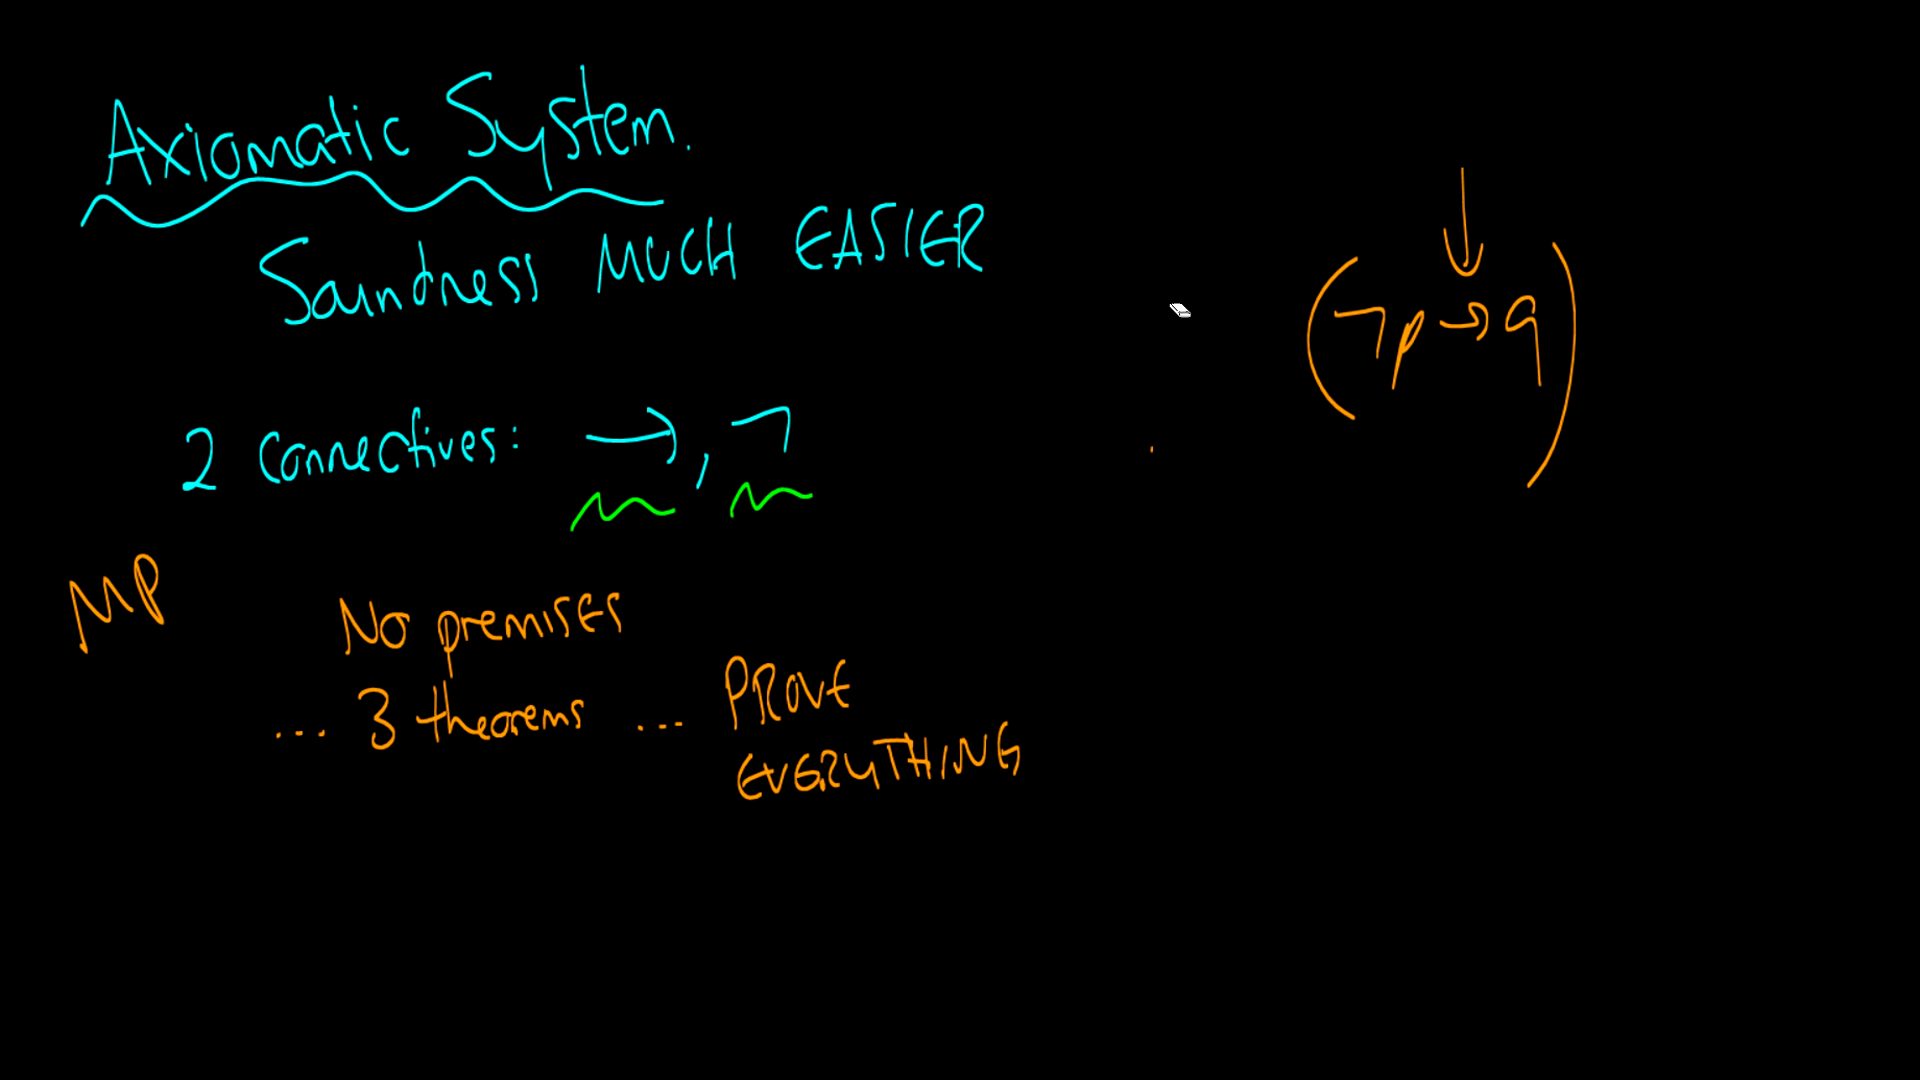 Axiomatic System.
Soundness MUCH EASIER
(¬p→q)
2 Connectives: →, ¬
MP
No premises
... 3 theorems ... PROVE
EVERYTHING